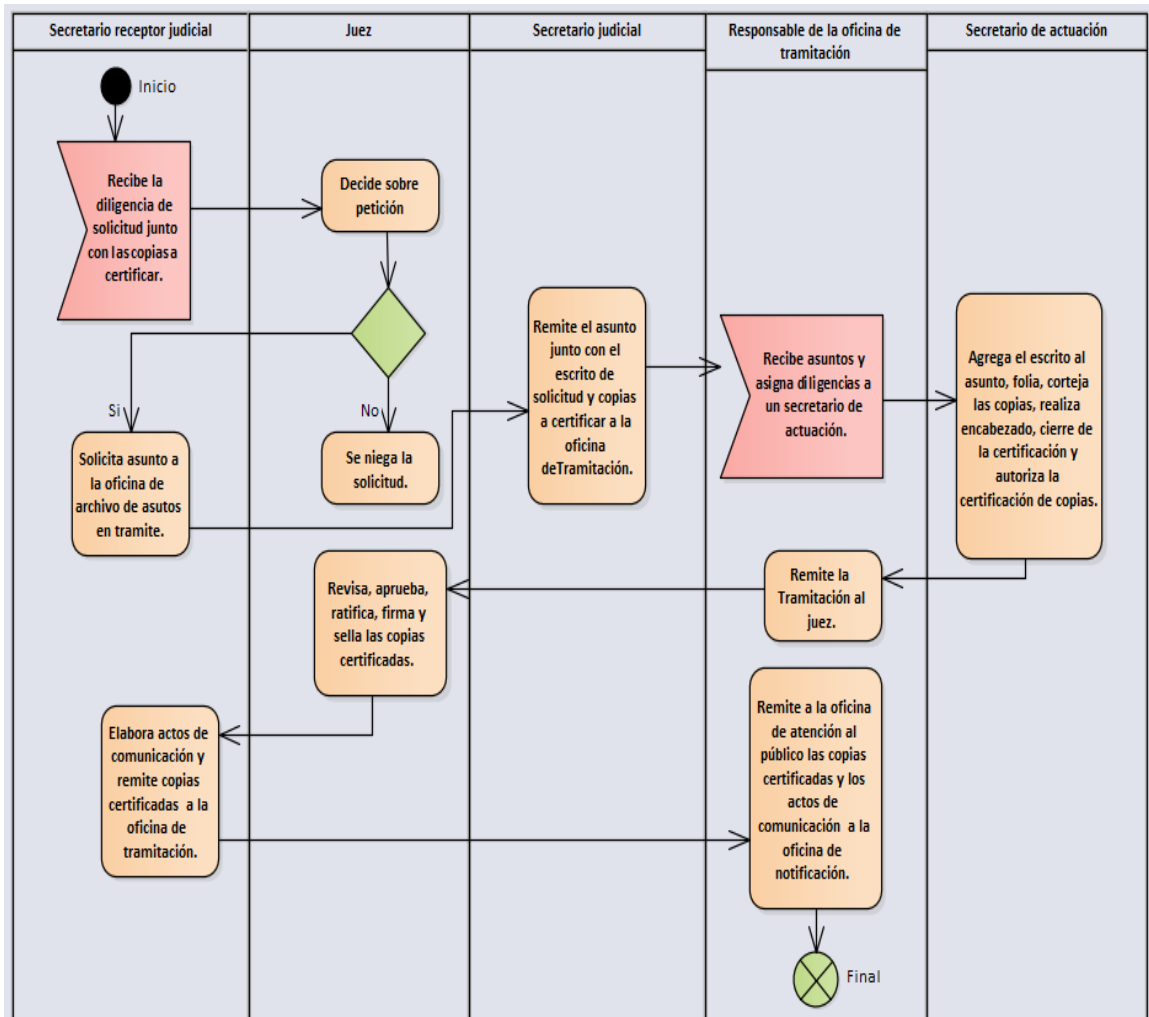 Secretario receptor judicial
Juez
Secretario judicial
Responsable de la oficina de
tramitación
Secretario de actuación
Inicio
Recibe la
diligencia de
solicitud junto
con las copias a
certificar.
Decide sobre
petición
Si
No
Solicita asunto a
la oficina de
archivo de asutos
en tramite.
Se niega la
solicitud.
Remite el asunto
junto con el
escrito de
solicitud y copias
a certificar a la
oficina
deTramitación.
Recibe asuntos y
asigna diligencias a
un secretario de
actuación.
Agrega el escrito al
asunto, folia, corteja
las copias, realiza
encabezado, cierre de
la certificación y
autoriza la
certificación de copias.
Remite la
Tramitación al
juez.
Revisa, aprueba,
ratifica, firma y
sella las copias
certificadas.
Elabora actos de
comunicación y
remite copias
certificadas a la
oficina de
tramitación.
Remite a la oficina
de atención al
público las copias
certificadas y los
actos de
comunicación a la
oficina de
notificación.
Final